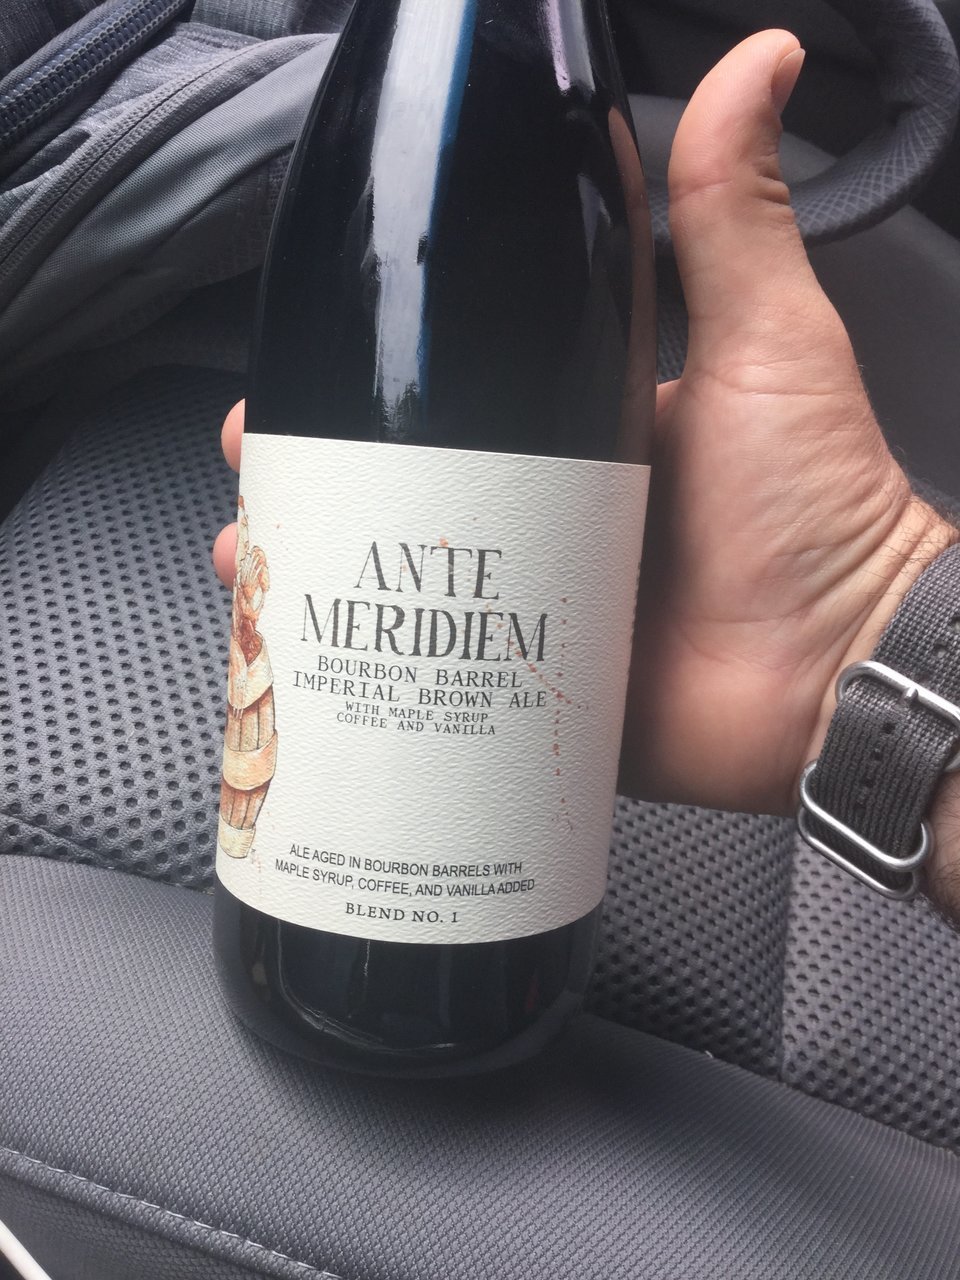 ANTE
MERIDIEM
BOURBON BARREL
IMPERIAL BROWN ALE
WITH MAPLE SYRUP
COFFEE AND VANILLA
ALE AGED IN BOURBON BARRELS WITH
MAPLE SYRUP, COFFEE, AND VANILLA ADDED
BLEND NO. 1